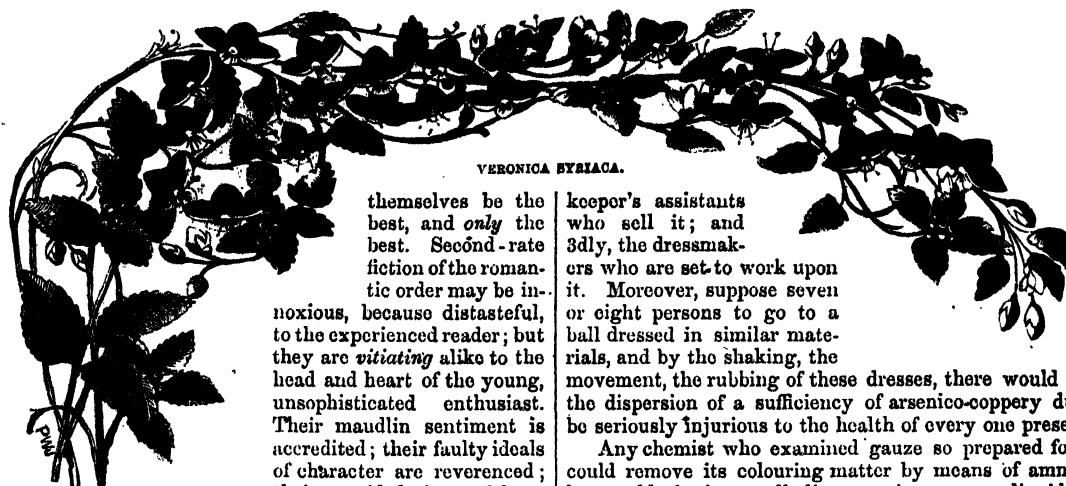 VERONICA SYRIACA.
themselves be the
best, and only the
best. Second-rate
fiction of the roman-
tic order may be in-
noxious, because distasteful,
to the experienced reader; but
they are vitiating alike to the
head and heart of the young,
unsophisticated enthusiast.
Their maudlin sentiment is
accredited; their faulty ideals
of character are reverenced;
keeper's assistants
who sell it; and
3dly, the dressmak-
ers who are set to work upon
it. Moreover, suppose seven
or eight persons to go to a
ball dressed in similar mate-
rials, and by the shaking, the
movement, the rubbing of these dresses, there would
the dispersion of a sufficiency of arsenico-coppery
be seriously injurious to the health of every one
Any chemist who examined gauze so prepared
could remove its colouring matter by means of